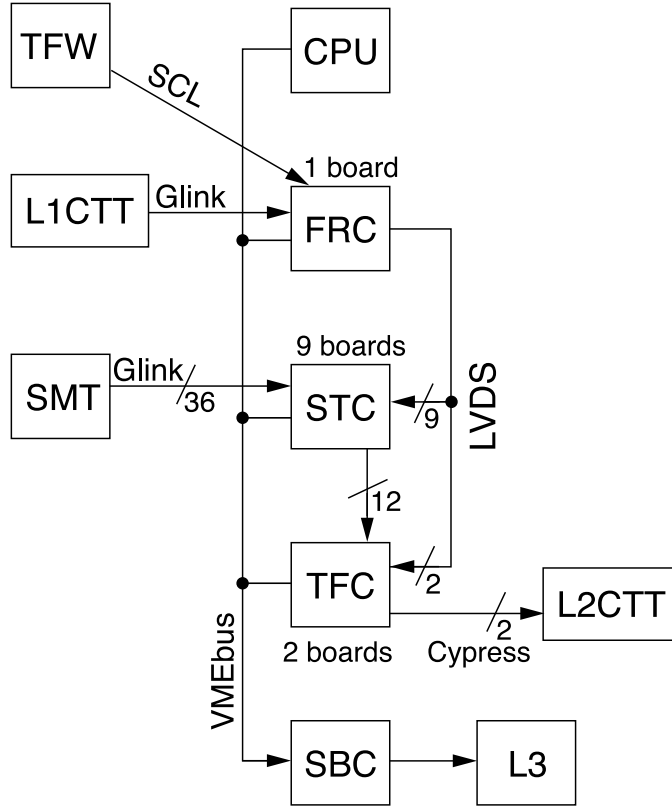 TFW
CPU
SCL
1 board
L1CTT
Glink
FRC
9 boards
SMT
Glink
36
STC
9
LVDS
12
TFC
2
L2CTT
2
2 boards
Cypress
VMEbus
SBC
L3